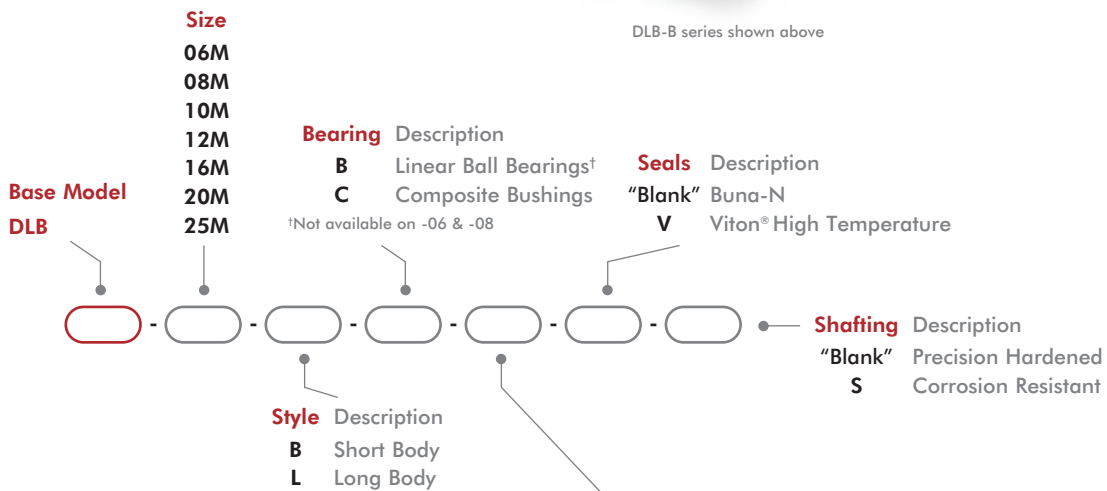 DLB-B series shown above
Size
06M
08M
10M
12M
16M
20M
25M
Base Model
DLB
Bearing Description
B Linear Ball Bearings†
C Composite Bushings
†Not available on -06 & -08
Seals Description
"Blank" Buna-N
V Viton® High Temperature
- - - - - -
Shafting Description
"Blank" Precision Hardened
S Corrosion Resistant
Style Description
B Short Body
L Long Body